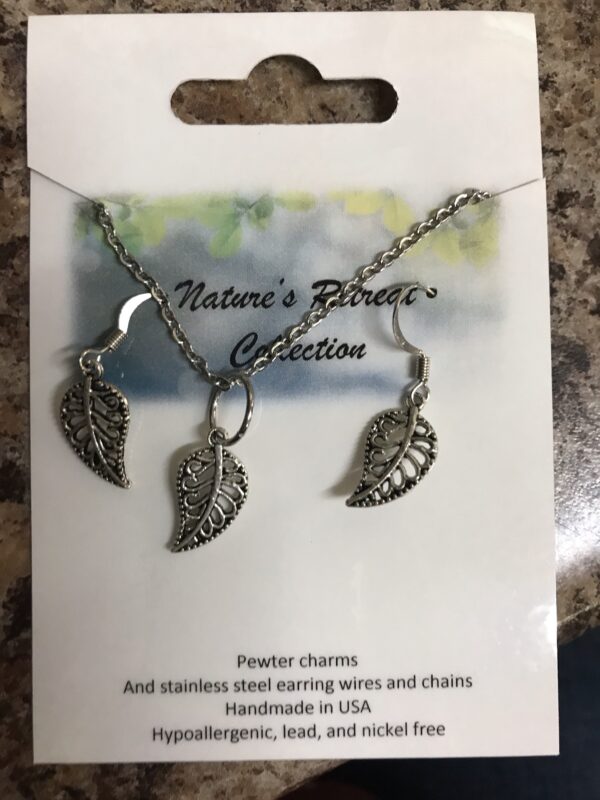 Nature's Retreat
Collection
Pewter charms
And stainless steel earring wires and chains
Handmade in USA
Hypoallergenic, lead, and nickel free